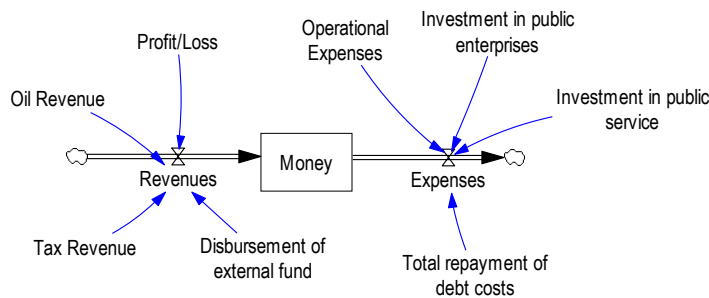 Profit/Loss
Operational
Expenses
Investment in public
enterprises
Oil Revenue
Investment in public
service
Money
Revenues
Expenses
Tax Revenue
Disbursement of
external fund
Total repayment of
debt costs